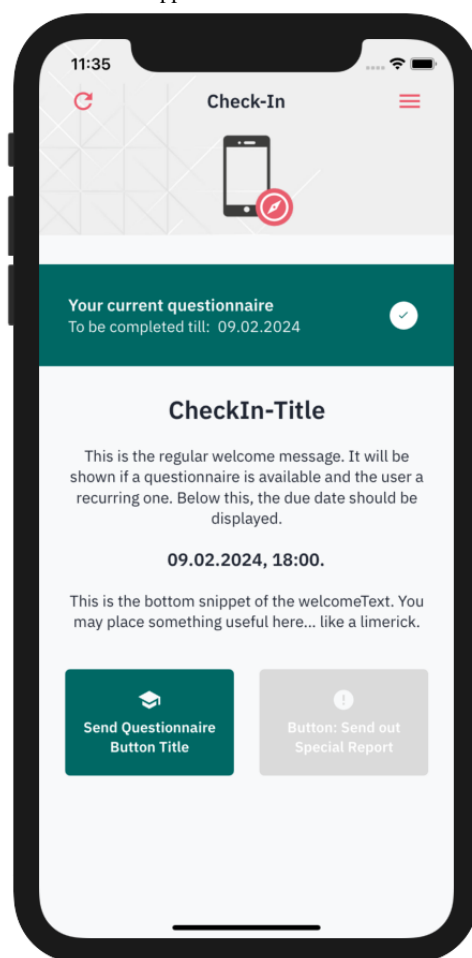 11:35
Check-In
Your current questionnaire
To be completed till: 09.02.2024
CheckIn-Title
This is the regular welcome message. It will be
shown if a questionnaire is available and the user a
recurring one. Below this, the due date should be
displayed.
09.02.2024, 18:00.
This is the bottom snippet of the welcomeText. You
may place something useful here... like a limerick.
Send Questionnaire
Button Title
Button: Send out
Special Report